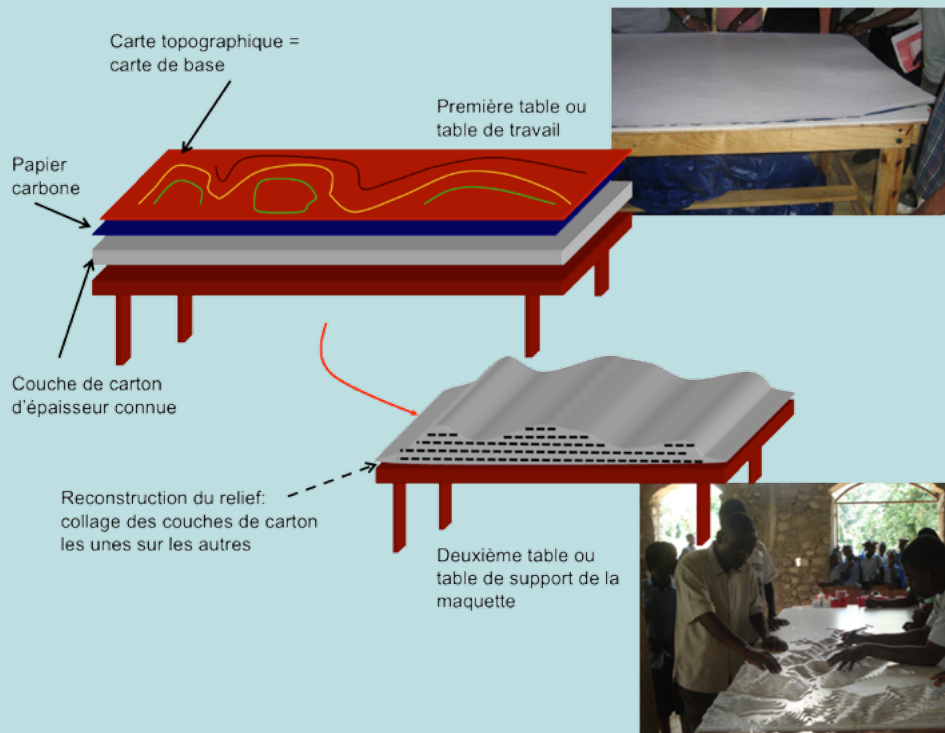 Carte topographique =
carte de base
Première table ou
table de travail
Papier
carbone
Couche de carton
d'épaisseur connue
Reconstruction du relief:
collage des couches de carton
les unes sur les autres
Deuxième table ou
table de support de la
maquette